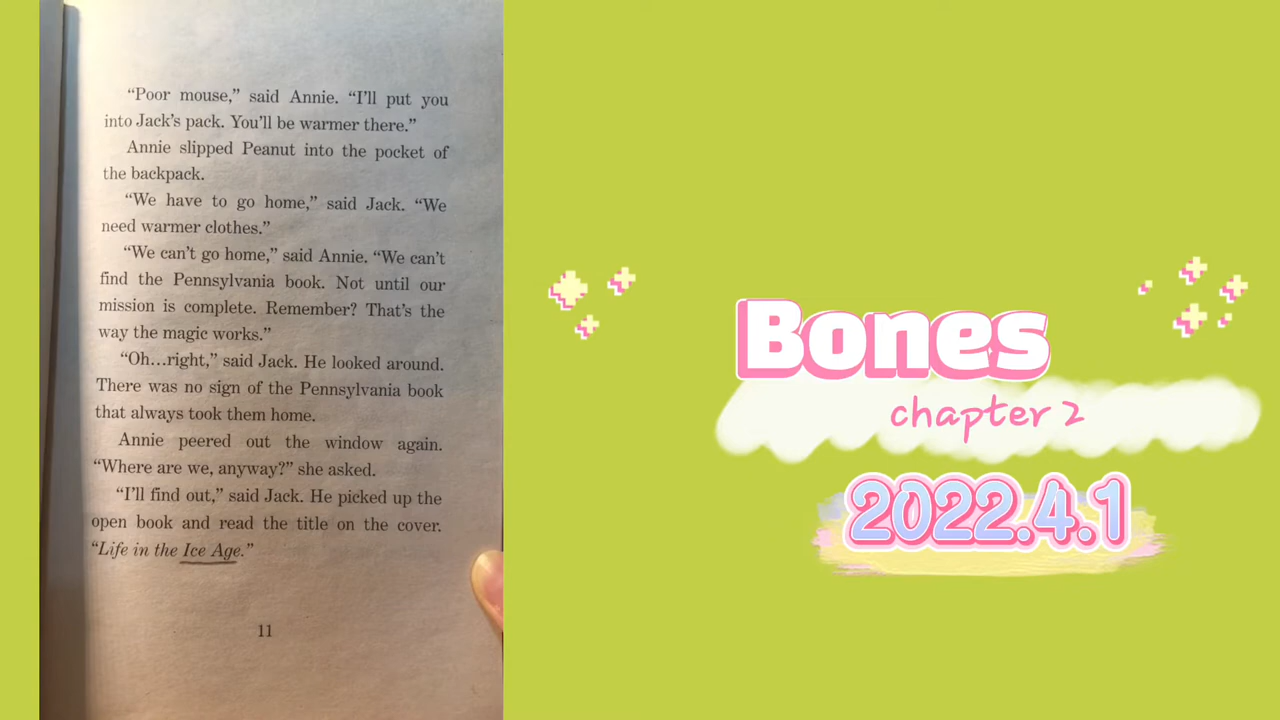 “Poor mouse,” said Annie. “I’ll put you
into Jack’s pack. You’ll be warmer there.”
Annie slipped Peanut into the pocket of
the backpack.
“We have to go home,” said Jack. “We
need warmer clothes.”
“We can’t go home,” said Annie. “We can’t
find the Pennsylvania book. Not until our
mission is complete. Remember? That’s the
way the magic works.”
“Oh...right,” said Jack. He looked around.
There was no sign of the Pennsylvania book
that always took them home.
Annie peered out the window again.
“Where are we, anyway?” she asked.
“I’ll find out,” said Jack. He picked up the
open book and read the title on the cover.
“Life in the Ice Age.”
11
Bones
chapter 2
2022.4.1